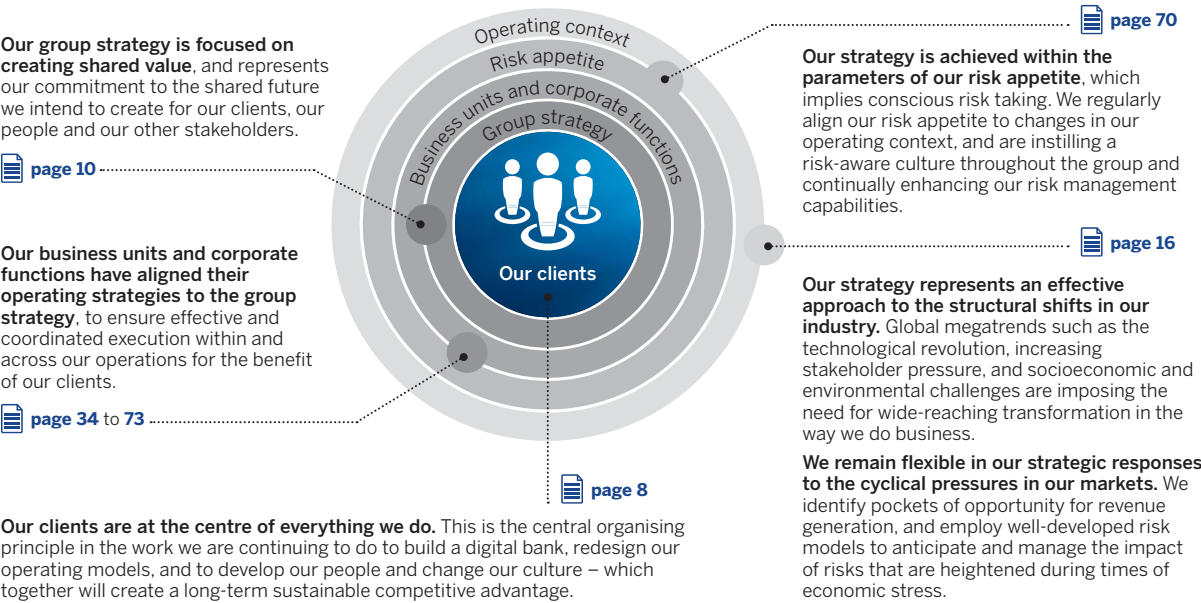 Our group strategy is focused on
creating shared value, and represents
our commitment to the shared future
we intend to create for our clients, our
people and our other stakeholders.
page 10
Our business units and corporate
functions have aligned their
operating strategies to the group
strategy, to ensure effective and
coordinated execution within and
across our operations for the benefit
of our clients.
page 34 to 73
Operating context
Risk appetite
Business units and corporate functions
Group strategy
Our clients
page 8
Our clients are at the centre of everything we do. This is the central organising
principle in the work we are continuing to do to build a digital bank, redesign our
operating models, and to develop our people and change our culture – which
together will create a long-term sustainable competitive advantage.
page 70
Our strategy is achieved within the
parameters of our risk appetite, which
implies conscious risk taking. We regularly
align our risk appetite to changes in our
operating context, and are instilling a
risk-aware culture throughout the group and
continually enhancing our risk management
capabilities.
page 16
Our strategy represents an effective
approach to the structural shifts in our
industry. Global megatrends such as the
technological revolution, increasing
stakeholder pressure, and socioeconomic and
environmental challenges are imposing the
need for wide-reaching transformation in the
way we do business.
We remain flexible in our strategic responses
to the cyclical pressures in our markets. We
identify pockets of opportunity for revenue
generation, and employ well-developed risk
models to anticipate and manage the impact
of risks that are heightened during times of
economic stress.